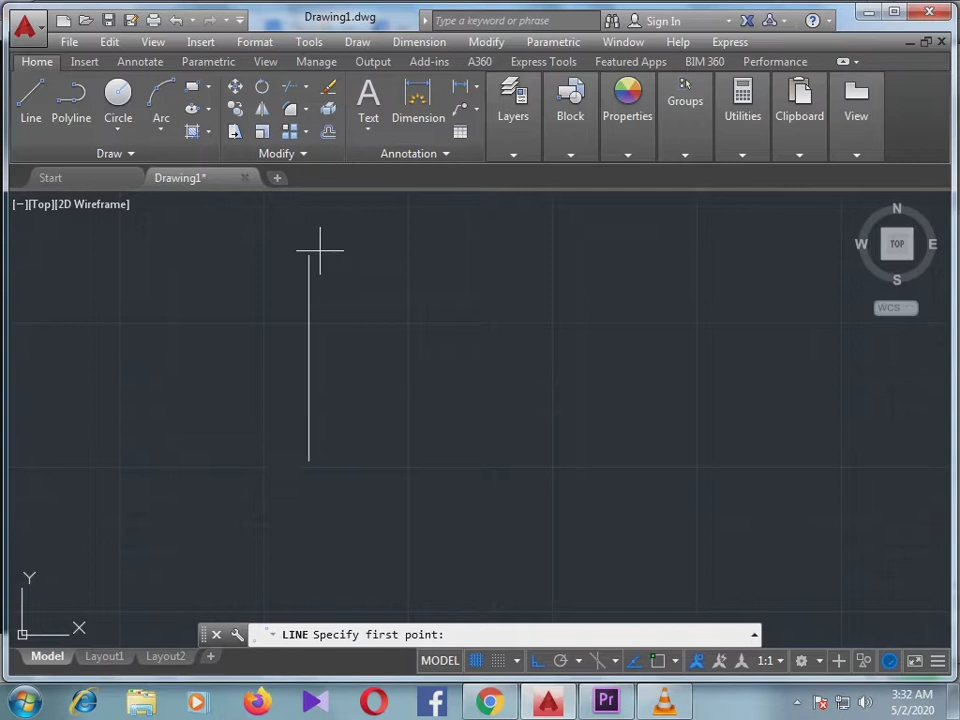 Drawing1.dwg
Type a keyword or phrase
Sign In
File Edit View Insert Format Tools Draw Dimension Modify Parametric Window Help Express
Home Insert Annotate Parametric View Manage Output Add-ins A360 Express Tools Featured Apps BIM 360 Performance
Line Polyline Circle Arc
Text Dimension
Layers Block Properties Groups Utilities Clipboard View
Draw Modify Annotation
Start Drawing1*
[−][Top][2D Wireframe]
N
W TOP E
S
WCS
Y
X
LINE Specify first point:
Model Layout1 Layout2
MODEL 1:1
3:32 AM
5/2/2020